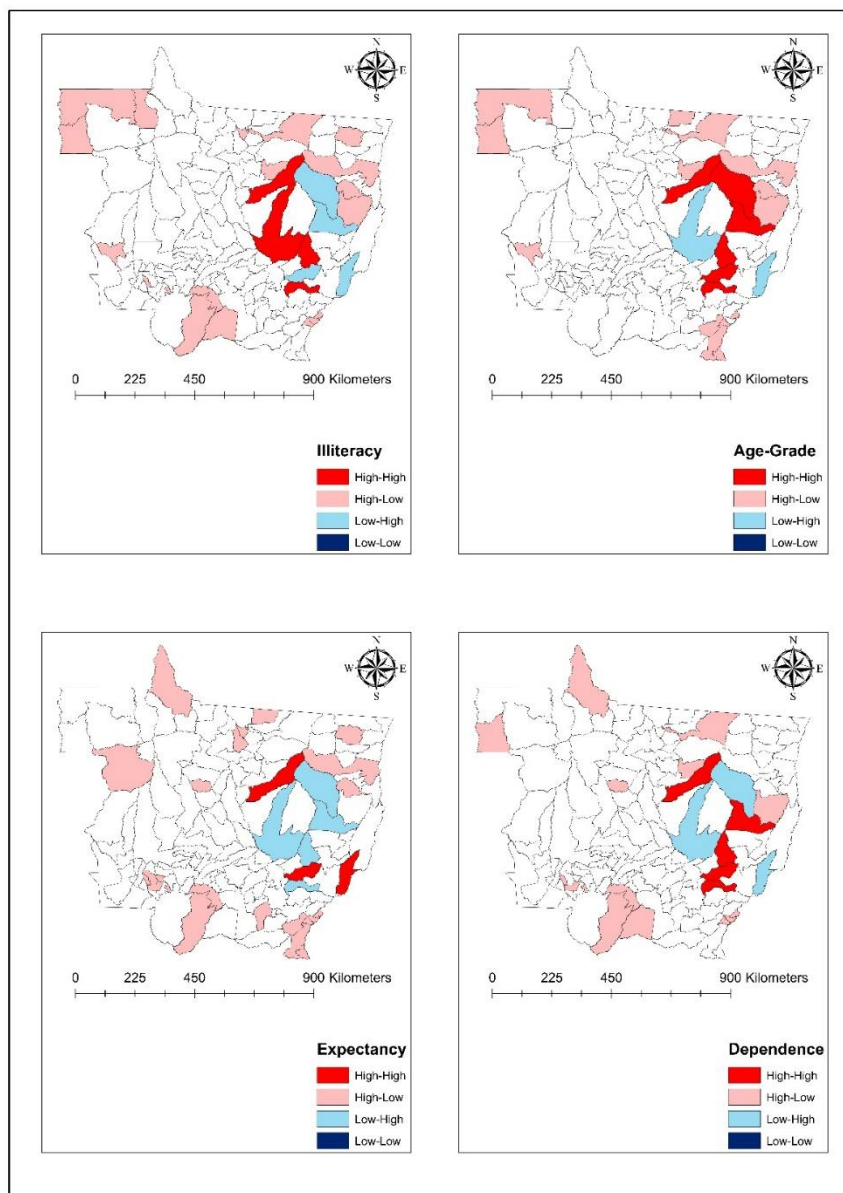 N
W E
S
0 225 450 900 Kilometers
Illiteracy
High-High
High-Low
Low-High
Low-Low
N
W E
S
0 225 450 900 Kilometers
Age-Grade
High-High
High-Low
Low-High
Low-Low
N
W E
S
0 225 450 900 Kilometers
Expectancy
High-High
High-Low
Low-High
Low-Low
N
W E
S
0 225 450 900 Kilometers
Dependence
High-High
High-Low
Low-High
Low-Low